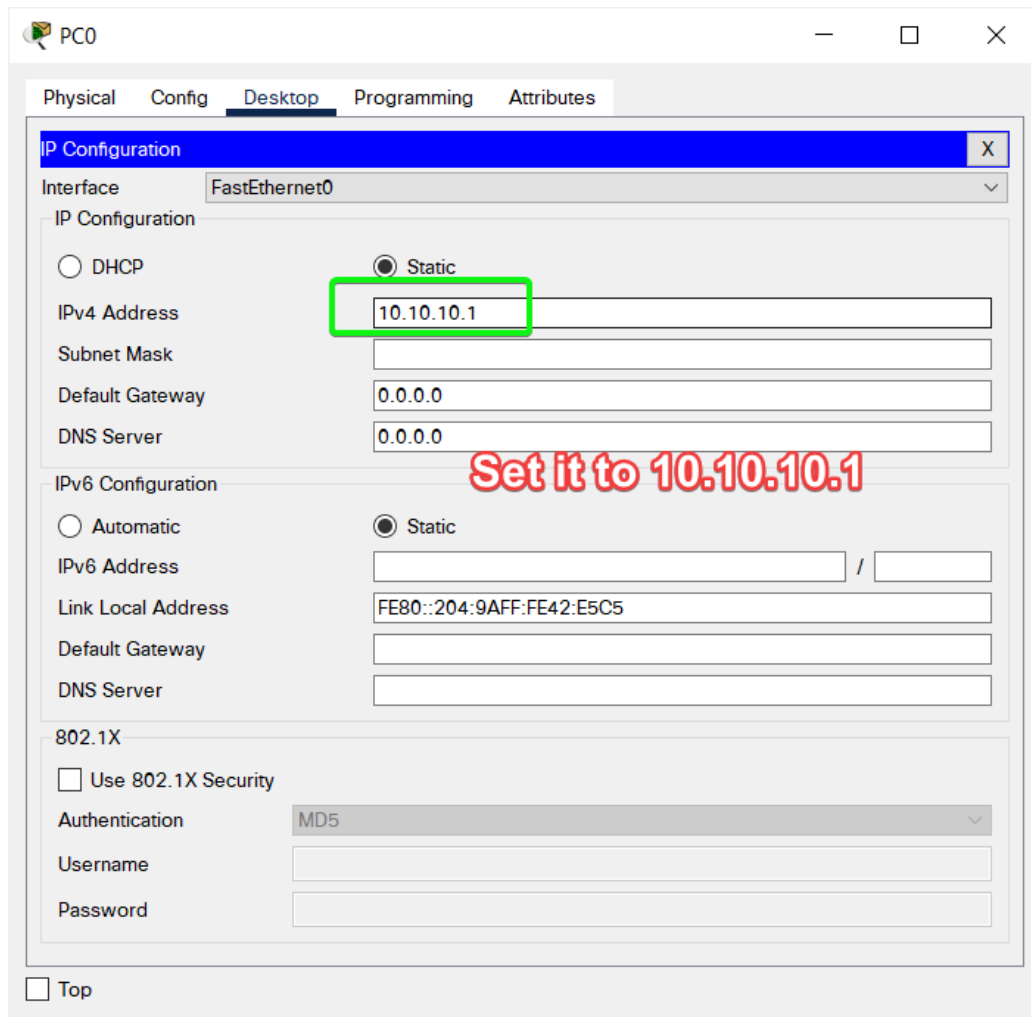 PC0
Physical Config Desktop Programming Attributes
IP Configuration X
Interface FastEthernet0
IP Configuration
DHCP Static
IPv4 Address 10.10.10.1
Subnet Mask
Default Gateway 0.0.0.0
DNS Server 0.0.0.0
Set it to 10.10.10.1
IPv6 Configuration
Automatic Static
IPv6 Address /
Link Local Address FE80::204:9AFF:FE42:E5C5
Default Gateway
DNS Server
802.1X
Use 802.1X Security
Authentication MD5
Username
Password
Top